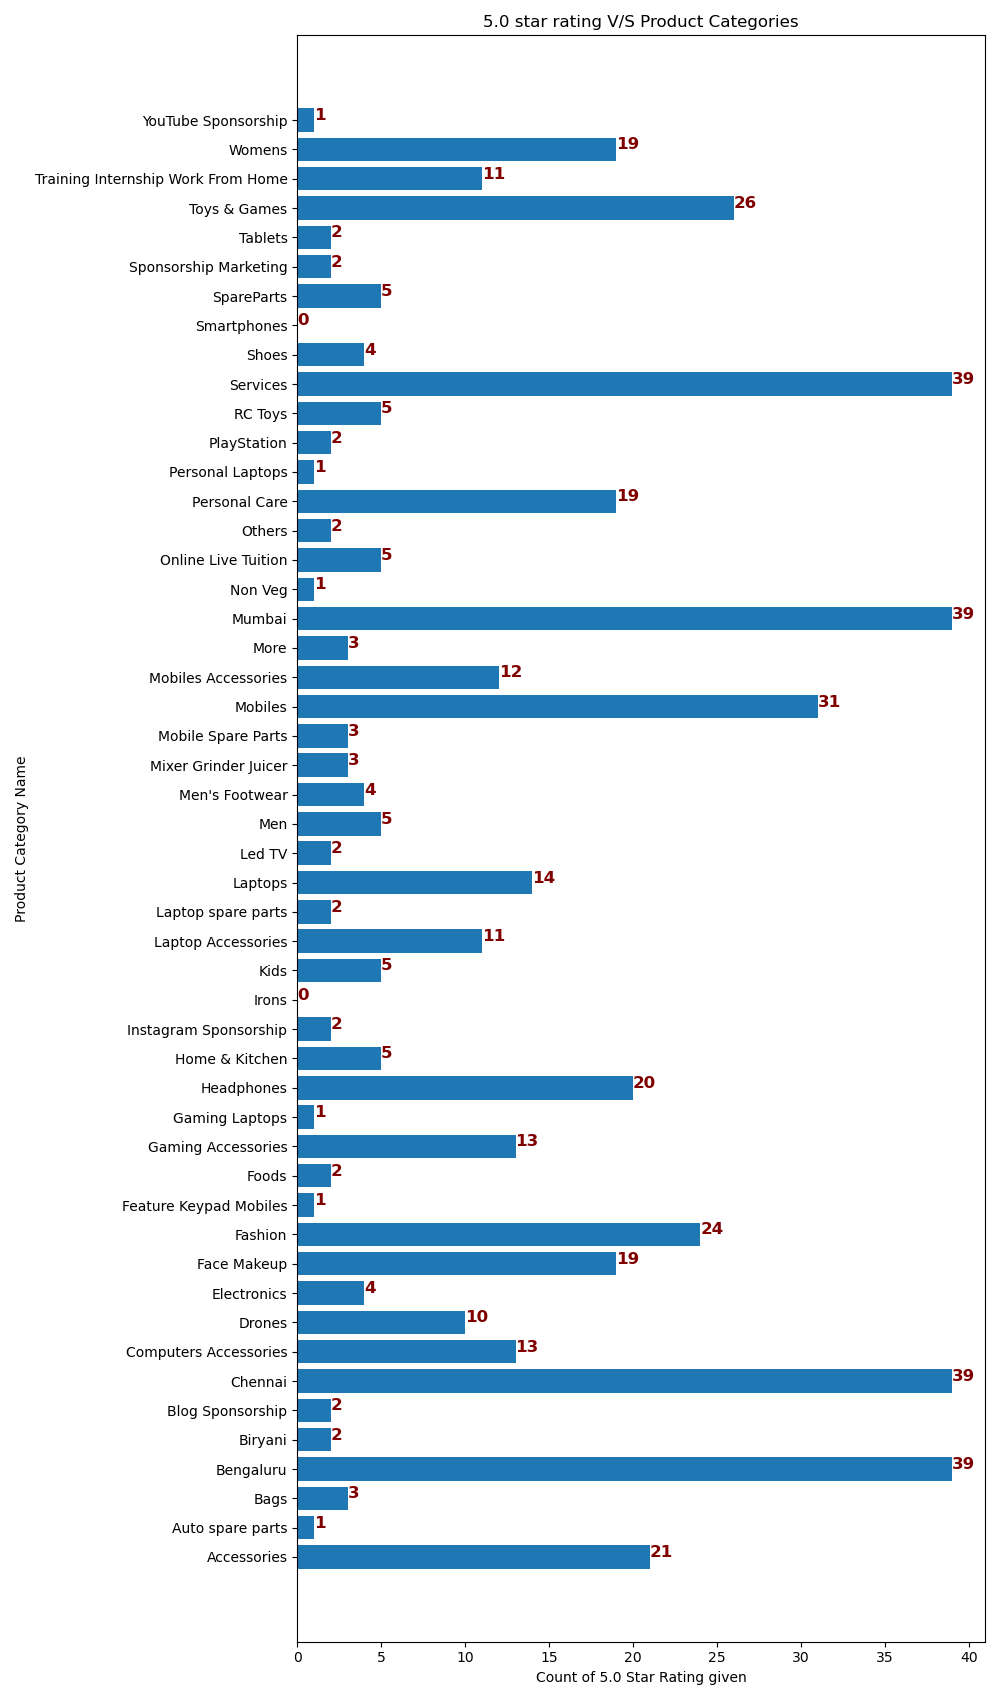 5.0 star rating V/S Product Categories
YouTube Sponsorship 1
Womens 19
Training Internship Work From Home 11
Toys & Games 26
Tablets 2
Sponsorship Marketing 2
SpareParts 5
Smartphones 0
Shoes 4
Services 39
RC Toys 5
PlayStation 2
Personal Laptops 1
Personal Care 19
Others 2
Online Live Tuition 5
Non Veg 1
Mumbai 39
More 3
Mobiles Accessories 12
Mobiles 31
Mobile Spare Parts 3
Mixer Grinder Juicer 3
Men's Footwear 4
Men 5
Led TV 2
Laptops 14
Laptop spare parts 2
Laptop Accessories 11
Kids 5
Irons 0
Instagram Sponsorship 2
Home & Kitchen 5
Headphones 20
Gaming Laptops 1
Gaming Accessories 13
Foods 2
Feature Keypad Mobiles 1
Fashion 24
Face Makeup 19
Electronics 4
Drones 10
Computers Accessories 13
Chennai 39
Blog Sponsorship 2
Biryani 2
Bengaluru 39
Bags 3
Auto spare parts 1
Accessories 21
Product Category Name
0 5 10 15 20 25 30 35 40
Count of 5.0 Star Rating given